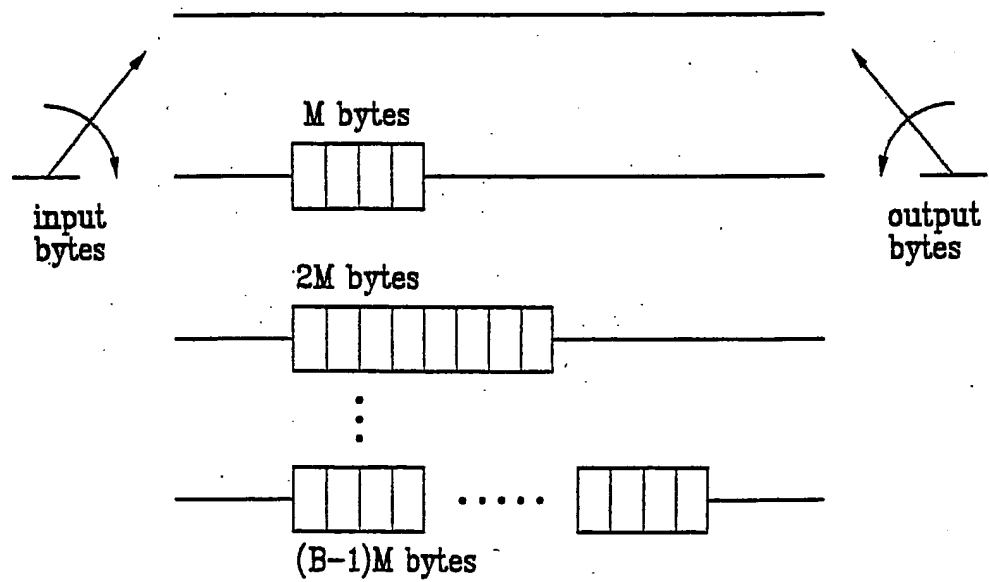 M bytes
input
bytes
output
bytes
2M bytes
(B-1)M bytes